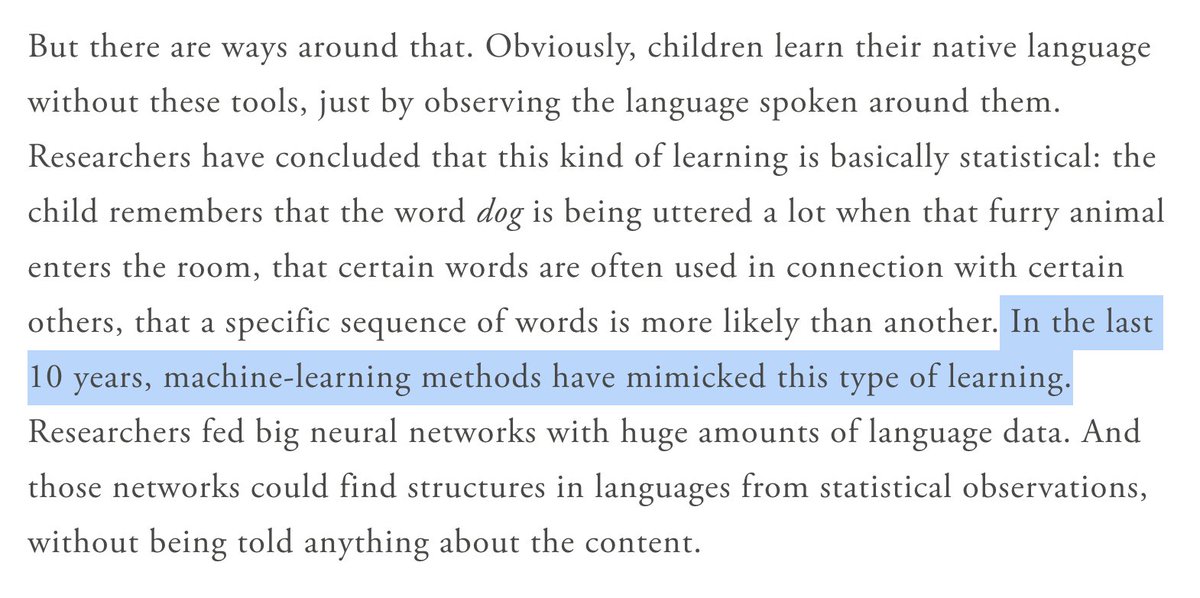 But there are ways around that. Obviously, children learn their native language
without these tools, just by observing the language spoken around them.
Researchers have concluded that this kind of learning is basically statistical: the
child remembers that the word dog is being uttered a lot when that furry animal
enters the room, that certain words are often used in connection with certain
others, that a specific sequence of words is more likely than another. In the last
10 years, machine-learning methods have mimicked this type of learning.
Researchers fed big neural networks with huge amounts of language data. And
those networks could find structures in languages from statistical observations,
without being told anything about the content.